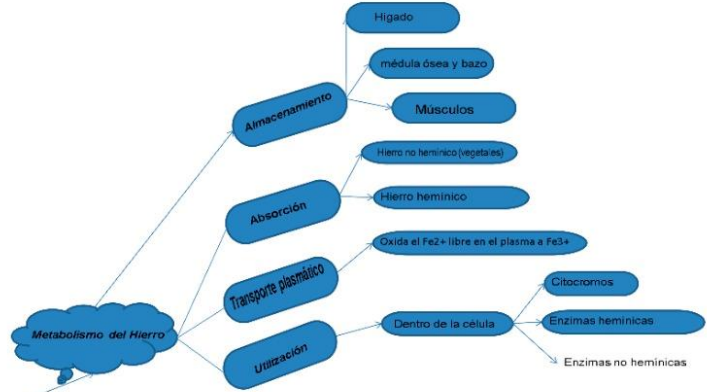 Hígado
médula ósea y bazo
Almacenamiento
Músculos
Hierro no hemínico (vegetales)
Absorción
Hierro hemínico
Oxida el Fe2+ libre en el plasma a Fe3+
Transporte plasmático
Citocromos
Metabolismo del Hierro
Dentro de la célula
Enzimas hemínicas
Utilización
Enzimas no hemínicas